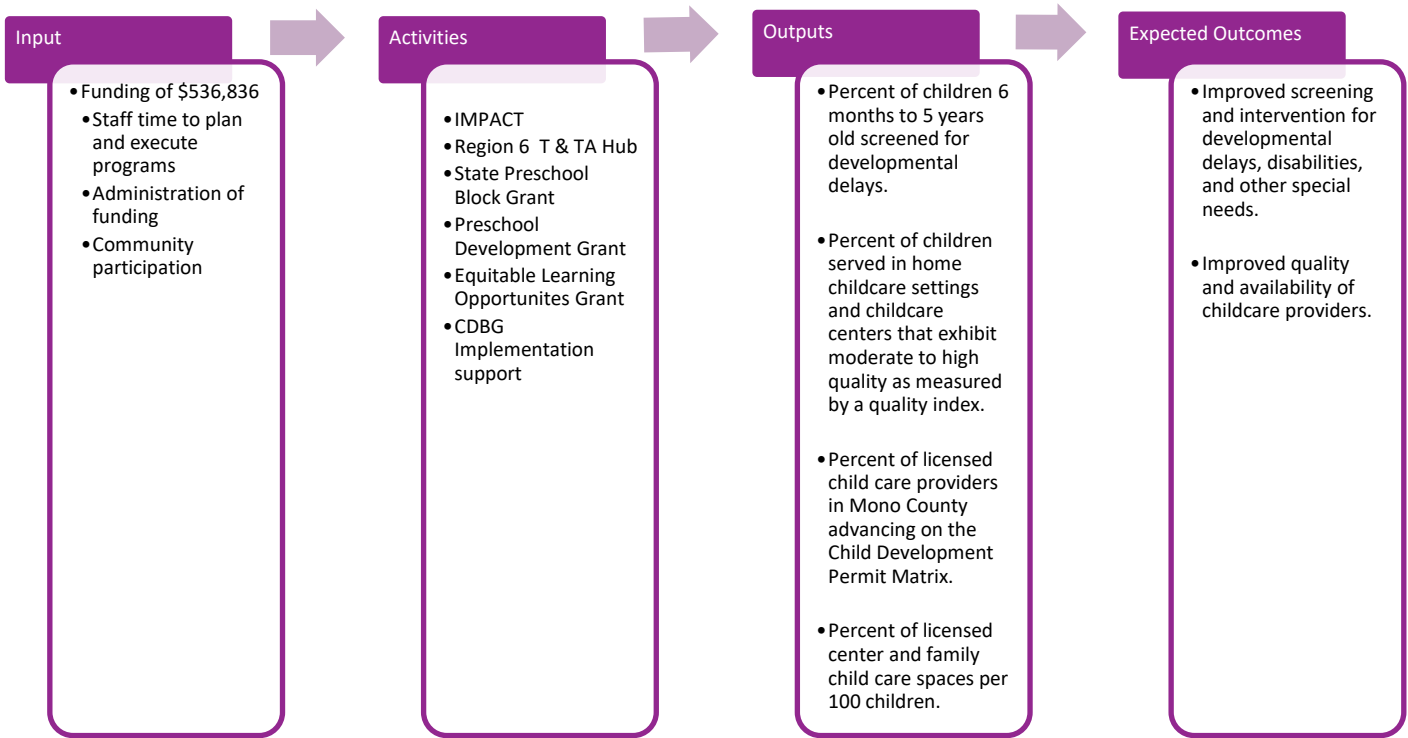 Input
•Funding of $536,836
•Staff time to plan
and execute
programs
•Administration of
funding
•Community
participation
Activities
•IMPACT
•Region 6 T & TA Hub
•State Preschool
Block Grant
•Preschool
Development Grant
•Equitable Learning
Opportunites Grant
•CDBG
Implementation
support
Outputs
•Percent of children 6
months to 5 years
old screened for
developmental
delays.
•Percent of children
served in home
childcare settings
and childcare
centers that exhibit
moderate to high
quality as measured
by a quality index.
•Percent of licensed
child care providers
in Mono County
advancing on the
Child Development
Permit Matrix.
•Percent of licensed
center and family
child care spaces per
100 children.
Expected Outcomes
•Improved screening
and intervention for
developmental
delays, disabilities,
and other special
needs.
•Improved quality
and availability of
childcare providers.